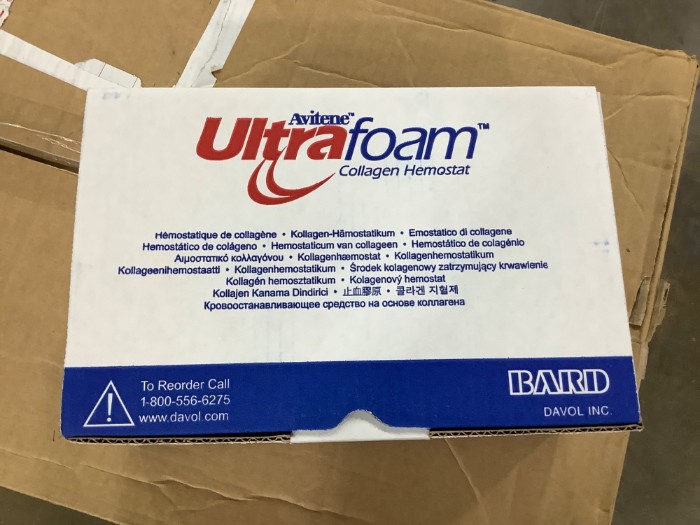 Avitene™
Ultrafoam™
Collagen Hemostat
Hémostatique de collagène • Kollagen-Hämostatikum • Emostatico di collagene
Hemostático de colágeno • Hemostaticum van collageen • Hemostático de colagénio
Αιμοστατικό κολλαγόνου • Kollagenhæmostat • Kollagenhemostatikum
Kollageenihemostaatti • Kollagenhemostatikum • Środek kolagenowy zatrzymujący krwawienie
Kollagén hemosztatikum • Kolagenový hemostat
Kollajen Kanama Dindirici • 止血膠原 • 콜라겐 지혈제
Кровоостанавливающее средство на основе коллагена
To Reorder Call
1-800-556-6275
www.davol.com
BARD
DAVOL INC.